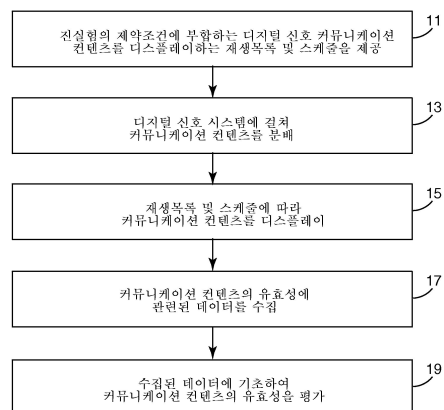 진실험의 제약조건에 부합하는 디지털 신호 커뮤니케이션
컨텐츠를 디스플레이하는 재생목록 및 스케줄을 제공
11
디지털 신호 시스템에 걸쳐
커뮤니케이션 컨텐츠를 분배
13
재생목록 및 스케줄에 따라
커뮤니케이션 컨텐츠를 디스플레이
15
커뮤니케이션 컨텐츠의 유효성에
관련된 데이터를 수집
17
수집된 데이터에 기초하여
커뮤니케이션 컨텐츠의 유효성을 평가
19